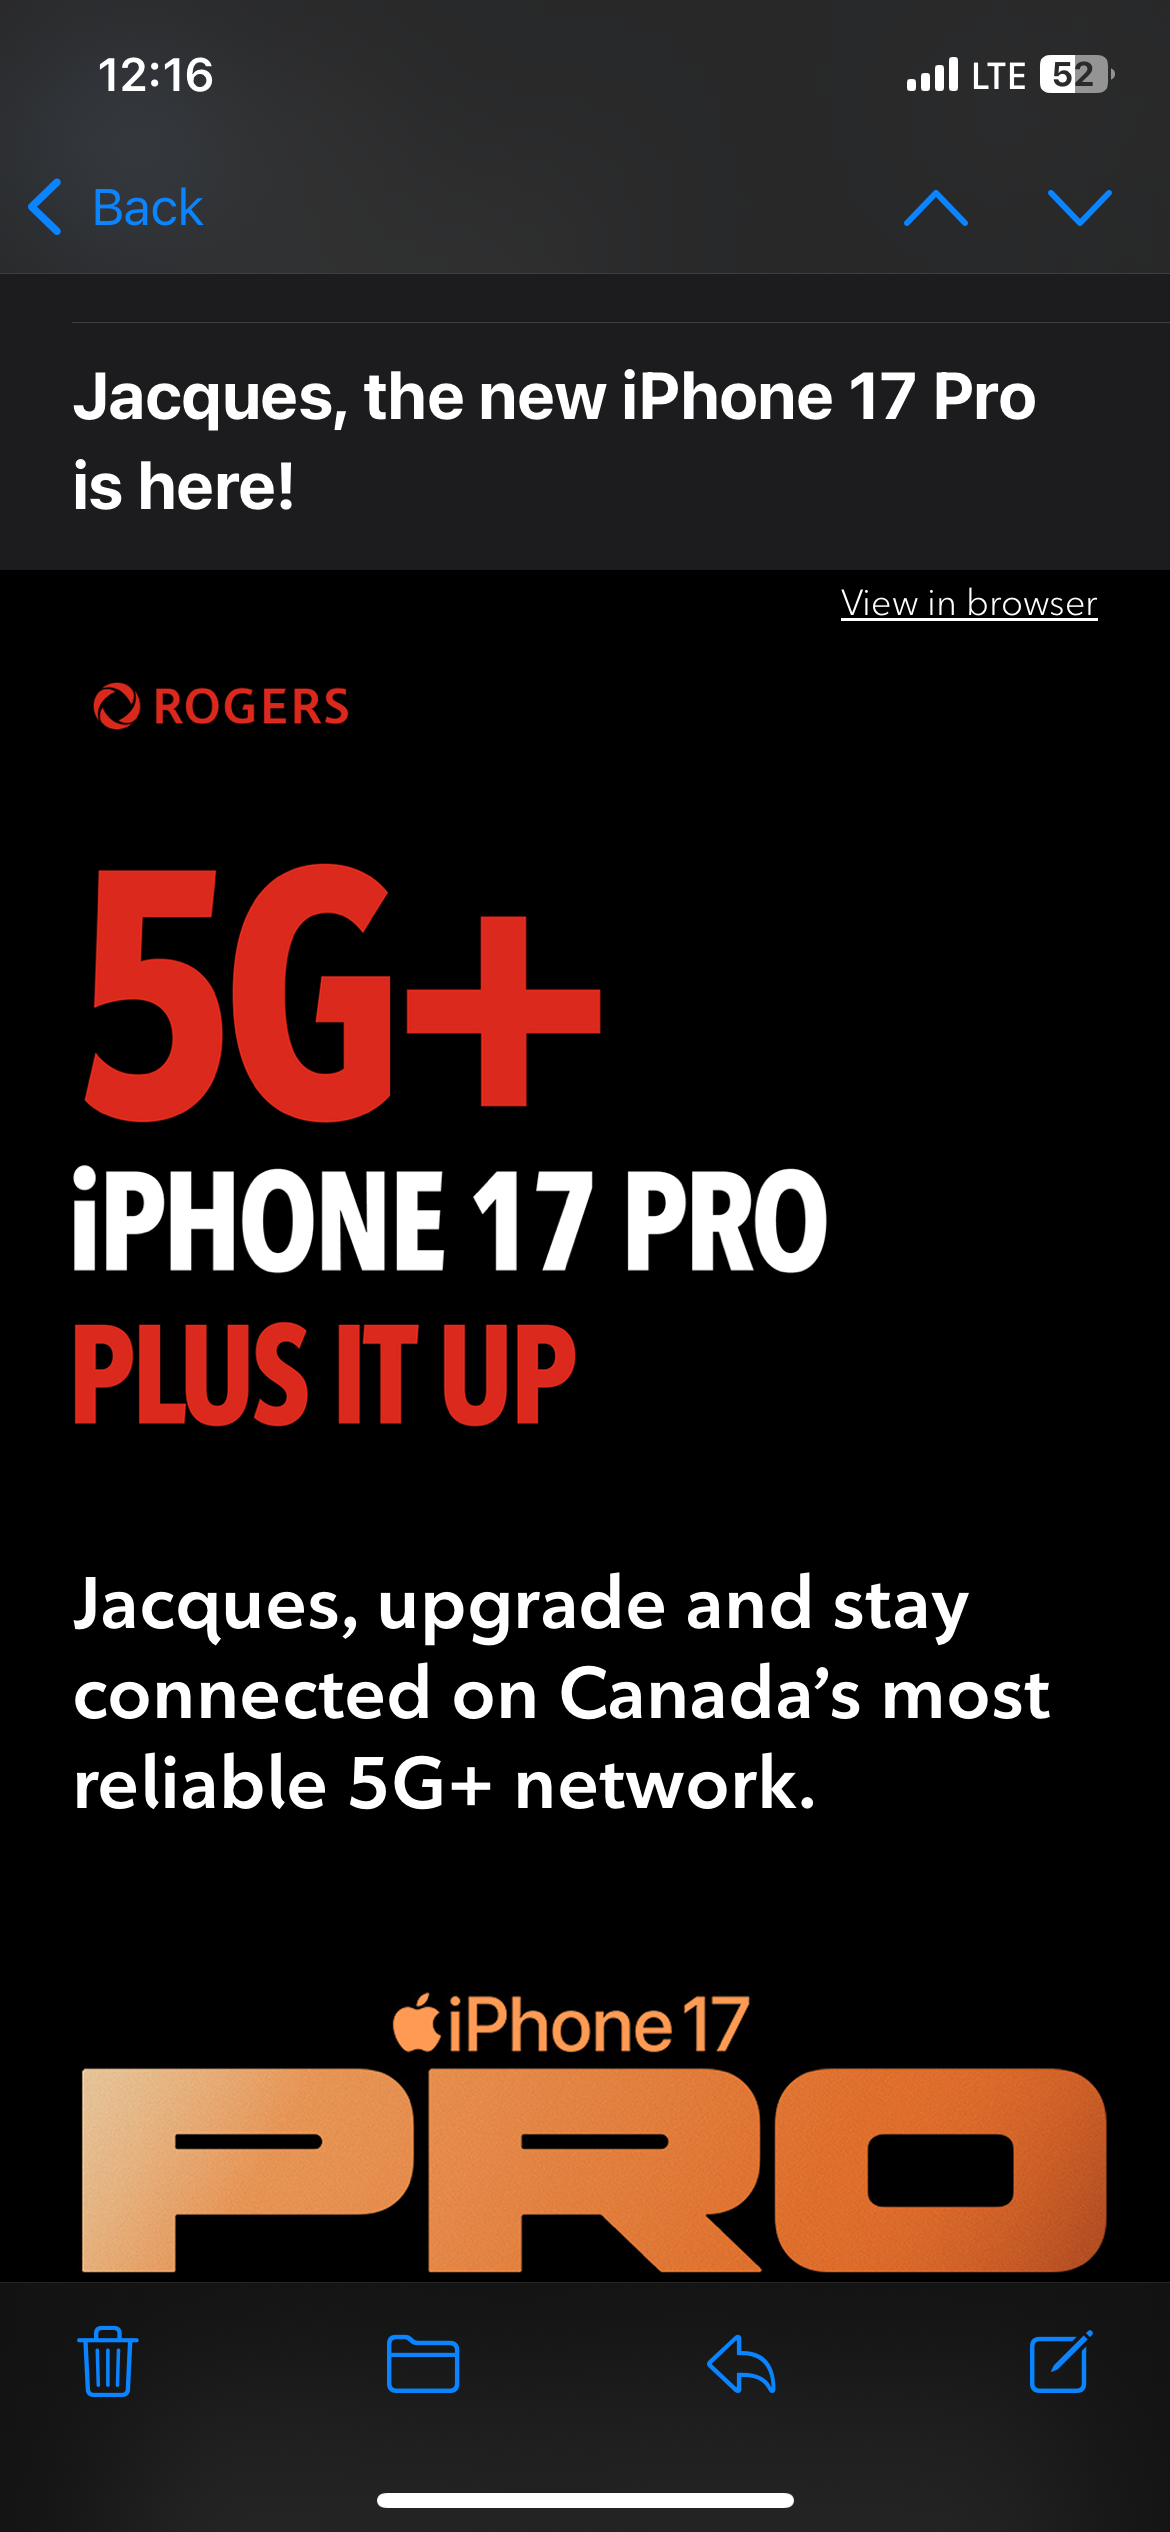 12:16
LTE 52
Back
Jacques, the new iPhone 17 Pro
is here!
View in browser
ROGERS
5G+
iPHONE 17 PRO
PLUS IT UP
Jacques, upgrade and stay
connected on Canada’s most
reliable 5G+ network.
iPhone 17
PRO